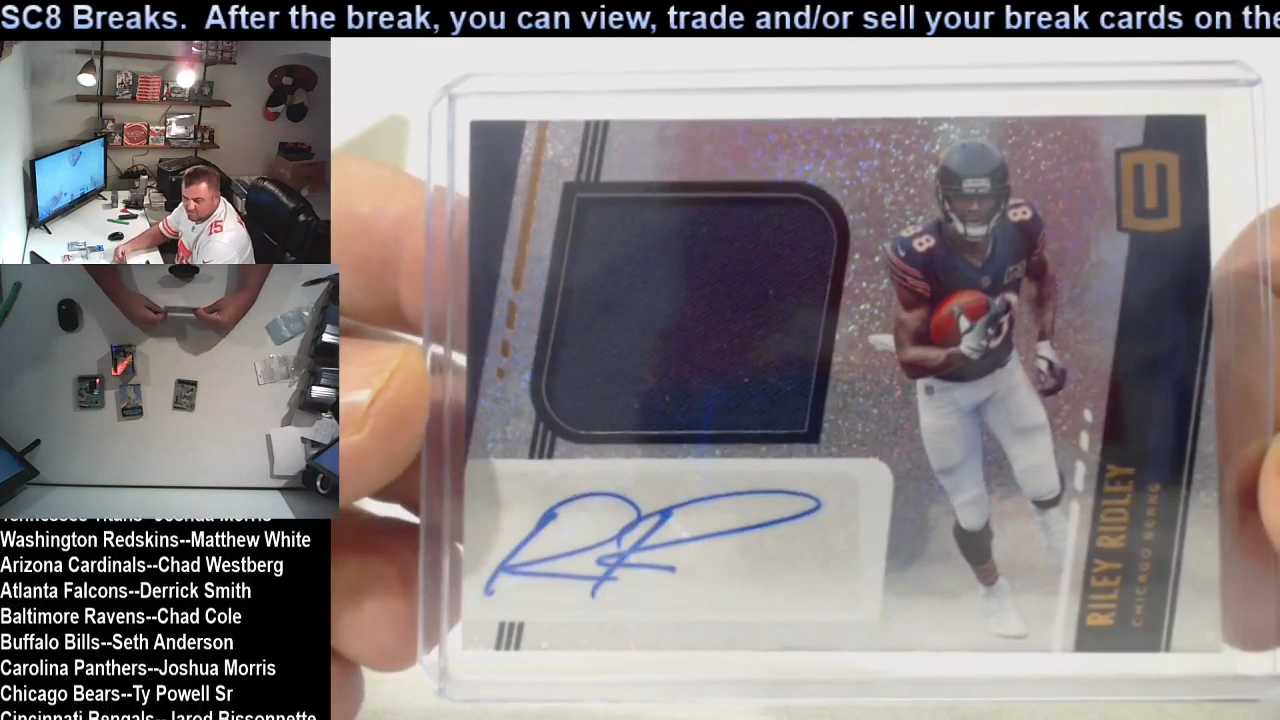 SC8 Breaks.  After the break, you can view, trade and/or sell your break cards on the
15
88
RILEY RIDLEY
CHICAGO BEARS
Tennessee Titans--Joshua Morris
Washington Redskins--Matthew White
Arizona Cardinals--Chad Westberg
Atlanta Falcons--Derrick Smith
Baltimore Ravens--Chad Cole
Buffalo Bills--Seth Anderson
Carolina Panthers--Joshua Morris
Chicago Bears--Ty Powell Sr
Cincinnati Bengals--Jarod Bissonnette